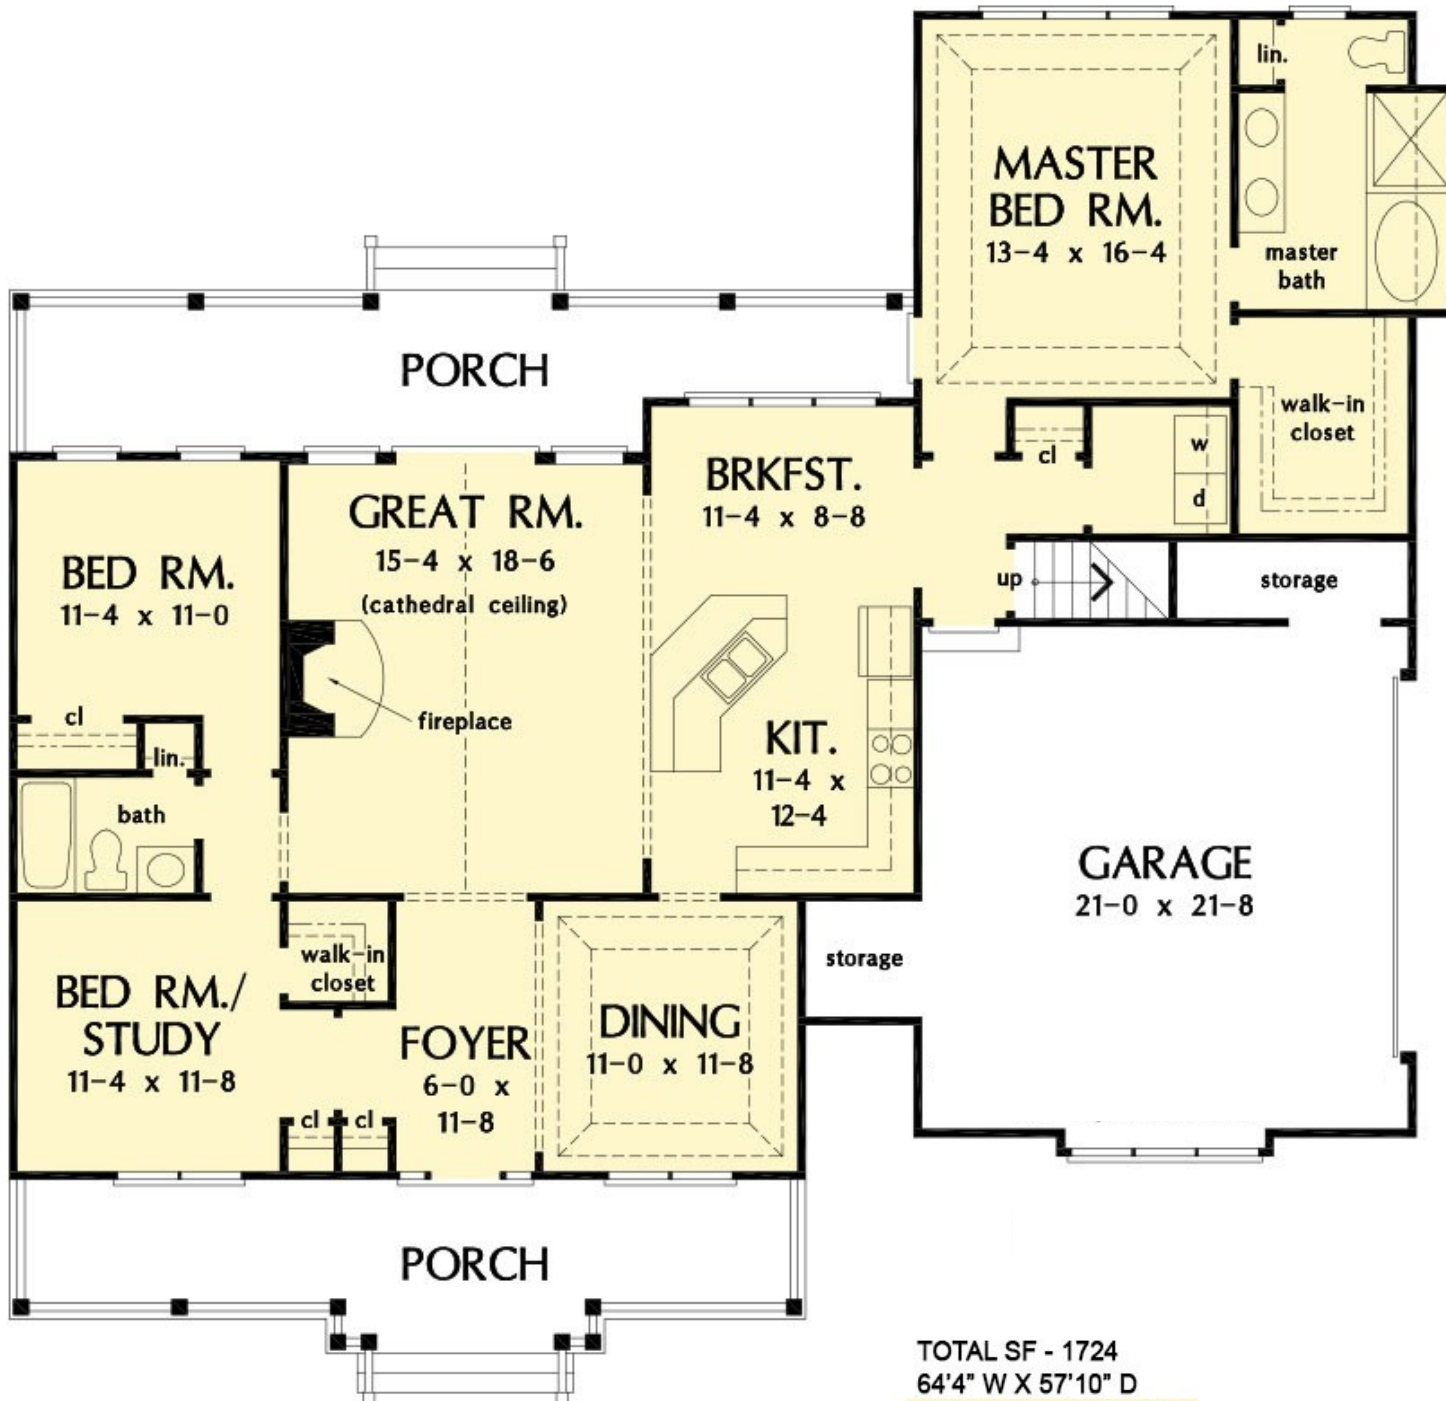 lin.
MASTER
BED RM.
13-4 x 16-4
master
bath
PORCH
walk-in
closet
cl
w
d
BRKFST.
11-4 x 8-8
GREAT RM.
15-4 x 18-6
(cathedral ceiling)
BED RM.
11-4 x 11-0
up
storage
fireplace
cl
lin.
KIT.
11-4 x
12-4
bath
GARAGE
21-0 x 21-8
walk-in
closet
storage
BED RM./
STUDY
11-4 x 11-8
FOYER
6-0 x
11-8
DINING
11-0 x 11-8
cl
cl
PORCH
TOTAL SF - 1724
64'4" W X 57'10" D